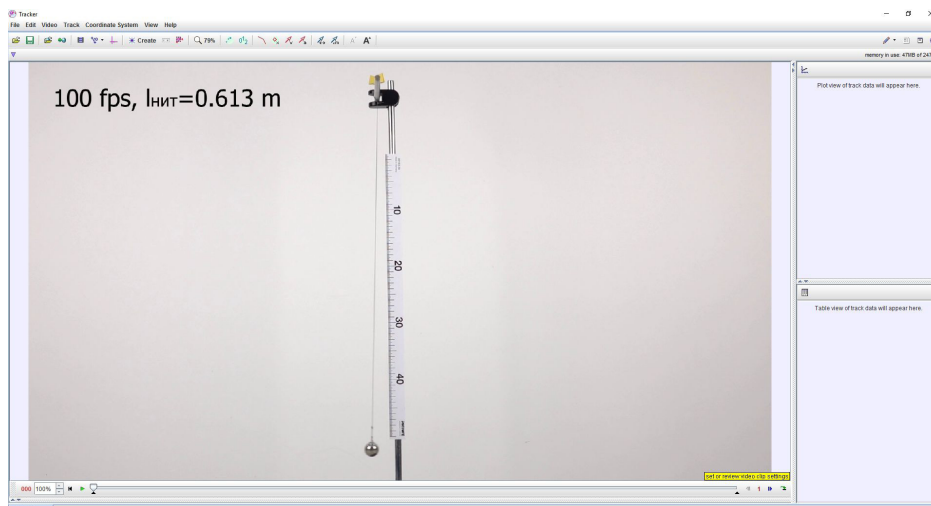 Tracker
File Edit Video Track Coordinate System View Help
Create 79%
memory in use: 47MB of 247
100 fps, lнит=0.613 m
Plot view of track data will appear here.
10
20
30
40
Table view of track data will appear here.
set or review video clip settings
000 100% 1